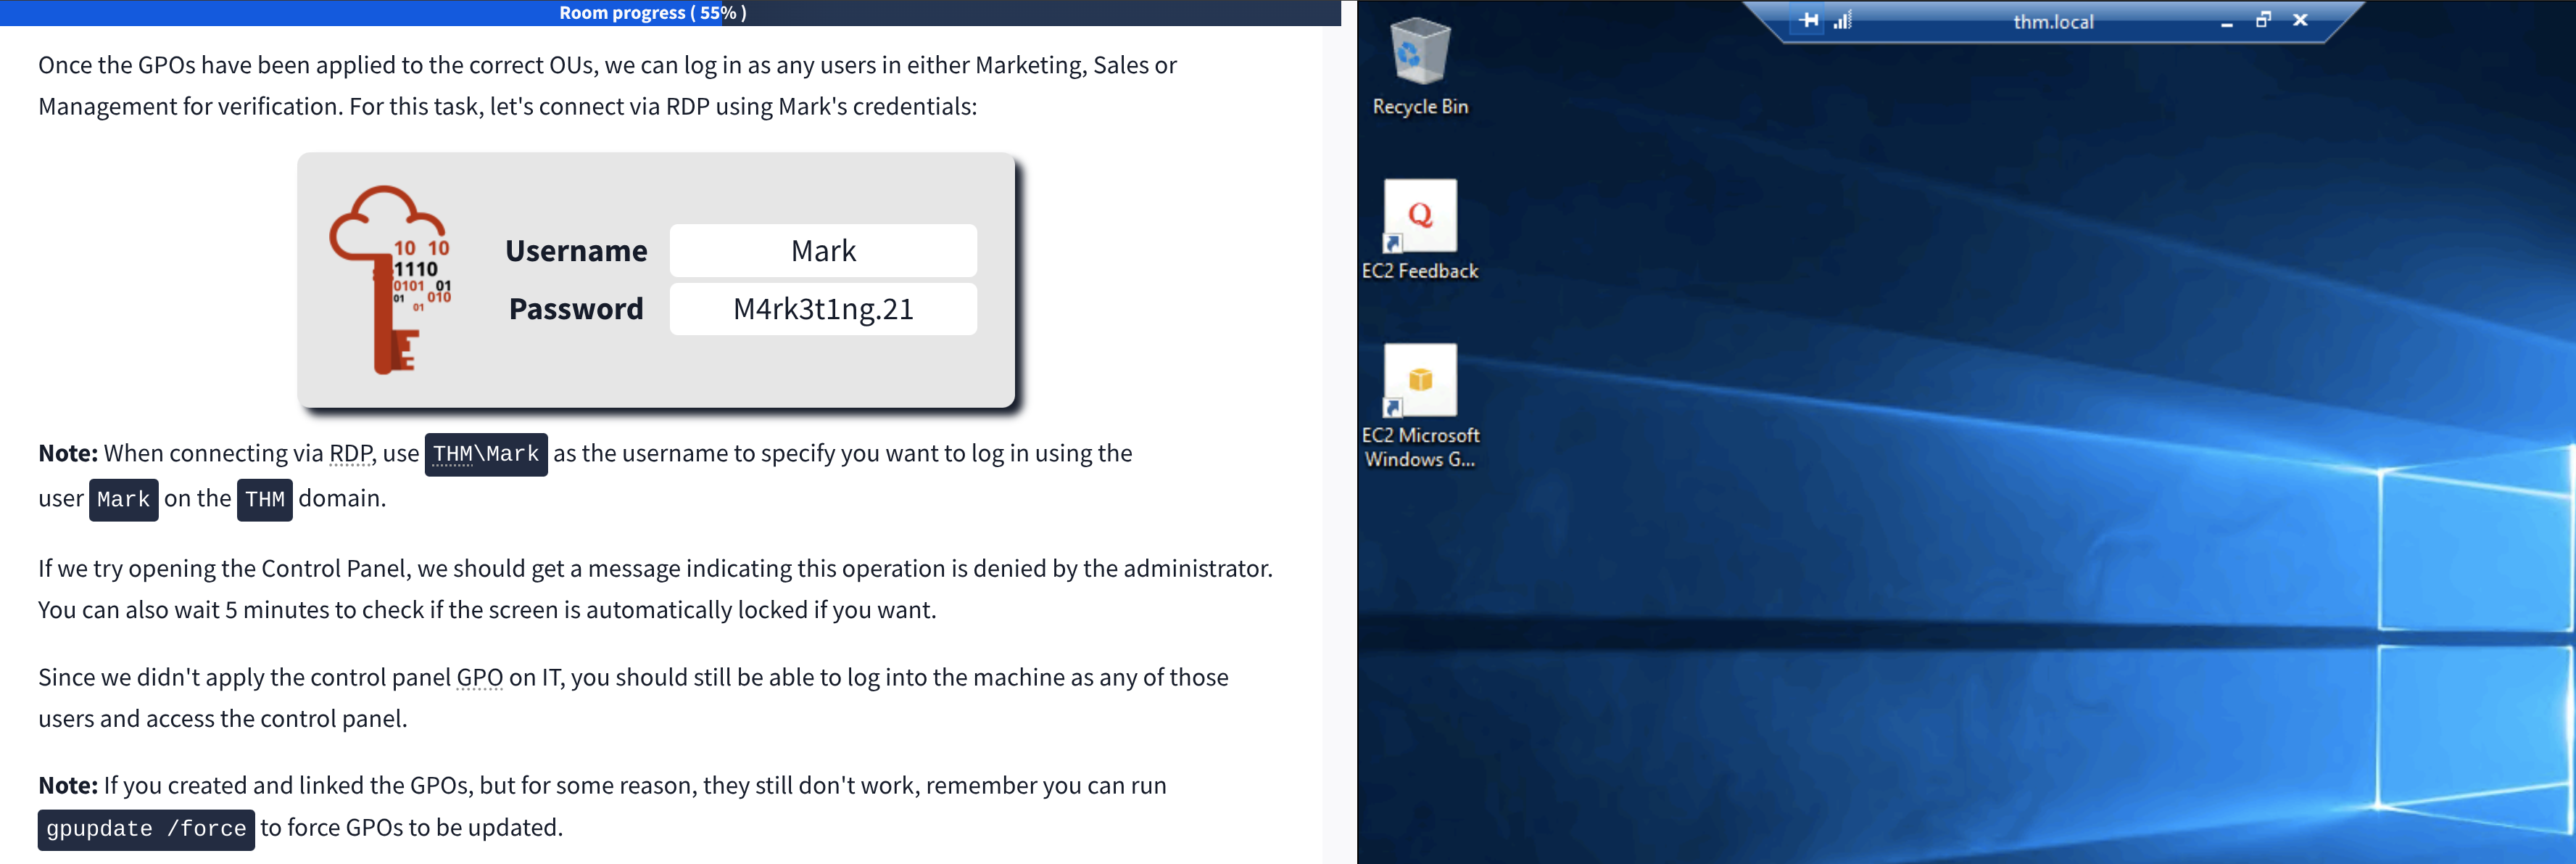 Room progress ( 55% )
Once the GPOs have been applied to the correct OUs, we can log in as any users in either Marketing, Sales or
Management for verification. For this task, let's connect via RDP using Mark's credentials:
10 10
1110
0101 01
01 010
01
Username Mark
Password M4rk3t1ng.21
Note: When connecting via RDP, use THM\Mark as the username to specify you want to log in using the
user Mark on the THM domain.
If we try opening the Control Panel, we should get a message indicating this operation is denied by the administrator.
You can also wait 5 minutes to check if the screen is automatically locked if you want.
Since we didn't apply the control panel GPO on IT, you should still be able to log into the machine as any of those
users and access the control panel.
Note: If you created and linked the GPOs, but for some reason, they still don't work, remember you can run
gpupdate /force to force GPOs to be updated.
thm.local
Recycle Bin
Q
EC2 Feedback
EC2 Microsoft
Windows G...